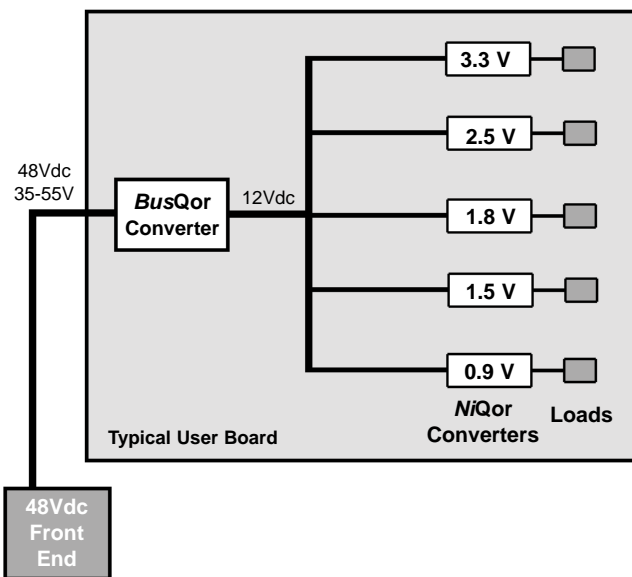 3.3 V
2.5 V
48Vdc
35-55V
BusQor
Converter
12Vdc
1.8 V
1.5 V
0.9 V
NiQor
Converters
Loads
Typical User Board
48Vdc
Front
End